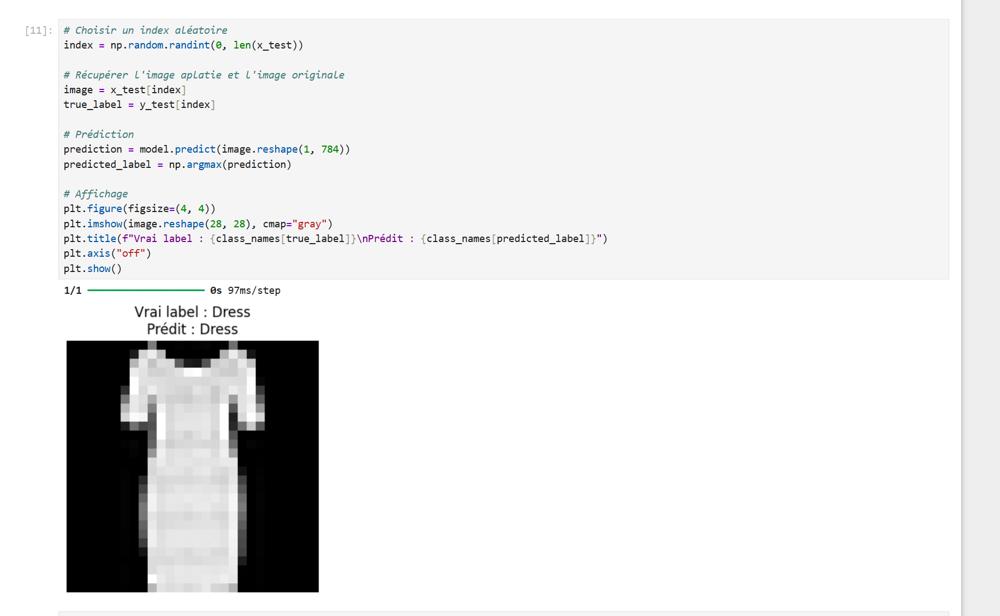 [11]:
# Choisir un index aléatoire
index = np.random.randint(0, len(x_test))
# Récupérer l'image aplatie et l'image originale
image = x_test[index]
true_label = y_test[index]
# Prédiction
prediction = model.predict(image.reshape(1, 784))
predicted_label = np.argmax(prediction)
# Affichage
plt.figure(figsize=(4, 4))
plt.imshow(image.reshape(28, 28), cmap="gray")
plt.title(f"Vrai label : {class_names[true_label]}\nPrédit : {class_names[predicted_label]}")
plt.axis("off")
plt.show()
1/1 0s 97ms/step
Vrai label : Dress
Prédit : Dress